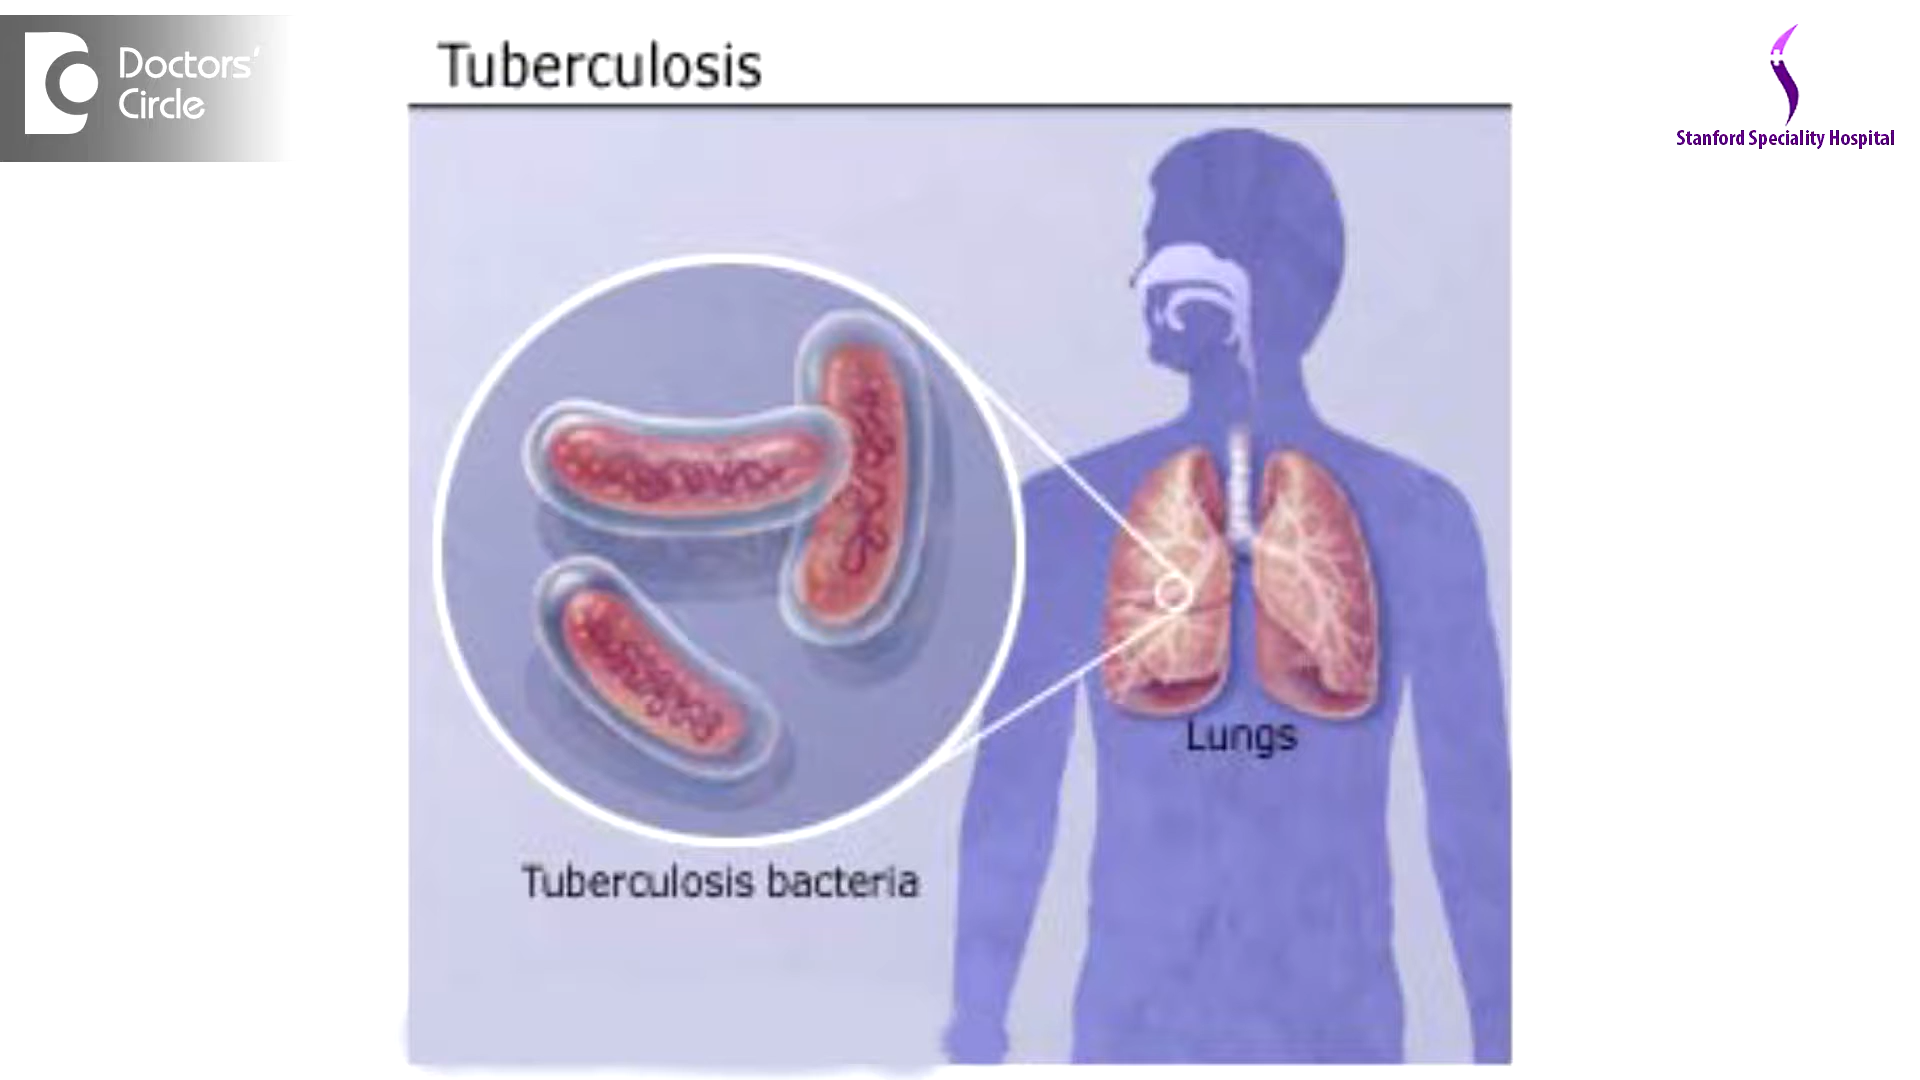 Doctors'
Circle
Tuberculosis
Stanford Speciality Hospital
Lungs
Tuberculosis bacteria